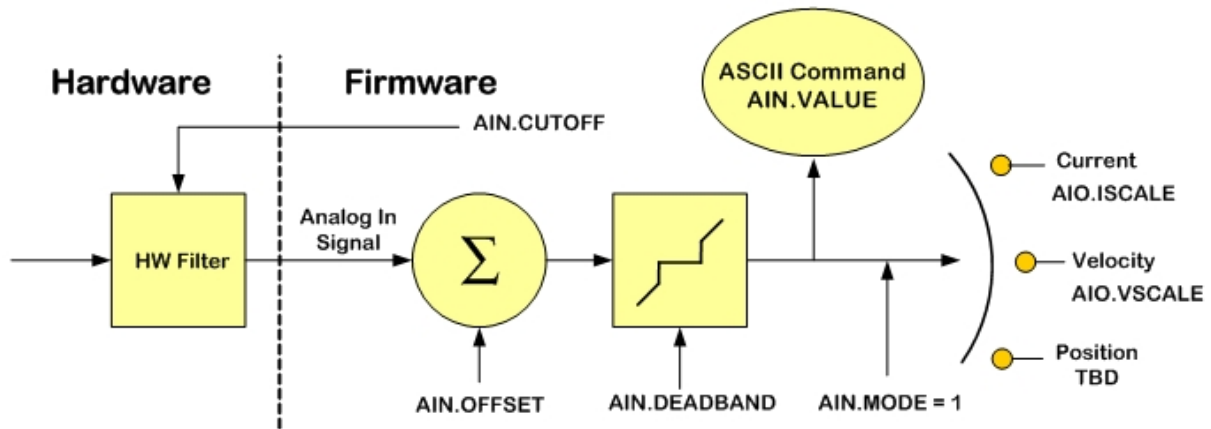 Hardware
Firmware
ASCII Command
AIN.VALUE
AIN.CUTOFF
HW Filter
Analog In
Signal
Σ
Current
AIO.ISCALE
Velocity
AIO.VSCALE
Position
TBD
AIN.OFFSET
AIN.DEADBAND
AIN.MODE = 1